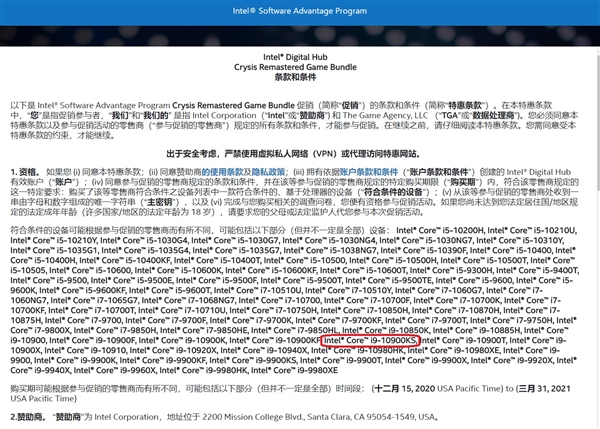 Intel® Software Advantage Program
Intel® Digital Hub
Crysis Remastered Game Bundle
条款和条件
以下是 Intel® Software Advantage Program Crysis Remastered Game Bundle 促销（简称“促销”）的条款和条件（简称“特惠条款”）。在本特惠条款
中，“您”是指促销参与者，“我们”和“我们的” 是指 Intel Corporation（“Intel”或“赞助商”）和 The Game Agency, LLC （“TGA”或“数据处理商”）。您必须同意本
特惠条款以及参与促销活动的零售商（“参与促销的零售商”）规定的所有条款和条件，才能参与促销。在继续之前，请仔细阅读本特惠条款。您需同意受本
特惠条款的约束，才能继续。
出于安全考虑，严禁使用虚拟私人网络（VPN）或代理访问特惠网站。
1. 资格。 如果您 (i) 同意本特惠条款；(ii) 同意赞助商的使用条款及隐私政策；(iii) 拥有依据账户条款和条件（“账户条款和条件”）创建的 Intel® Digital Hub
有效账户（“账户”）；(iv) 同意参与促销的零售商规定的条款和条件，并在该等参与促销的零售商规定的特定购买期限（“购买期”）内，符合该零售商规定的
这一特定要求：购买了该等零售商符合条件之设备列表中一款符合条件的、基于处理器的设备（“符合条件的设备”）；(v) 从该等参与促销的零售商处收到一
串由字母和数字组成的唯一字符串（“主密钥”），以及 (vi) 完成与您购买相关的调查问卷，您便有资格参与促销活动。如果您尚未达到您法定居住国/地区规
定的法定成年年龄（许多国家/地区的法定年龄为 18 岁），请要求您的父母或法定监护人代您参与本次促销活动。
符合条件的设备可能根据参与促销的零售商而有所不同，可能包括以下部分（但并不一定是全部）设备： Intel® Core™ i5-10200H, Intel® Core™ i5-10210U,
Intel® Core™ i5-10210Y, Intel® Core™ i5-1030G4, Intel® Core™ i5-1030G7, Intel® Core™ i5-1030NG4, Intel® Core™ i5-1030NG7, Intel® Core™ i5-10310Y,
Intel® Core™ i5-1035G1, Intel® Core™ i5-1035G4, Intel® Core™ i5-1035G7, Intel® Core™ i5-1038NG7, Intel® Core™ i5-10390F, Intel® Core™ i5-10400, Intel®
Core™ i5-10400H, Intel® Core™ i5-10400KF, Intel® Core™ i5-10400T, Intel® Core™ i5-10500, Intel® Core™ i5-10500H, Intel® Core™ i5-10500T, Intel® Core™
i5-10505, Intel® Core™ i5-10600, Intel® Core™ i5-10600K, Intel® Core™ i5-10600KF, Intel® Core™ i5-10600T, Intel® Core™ i5-9300H, Intel® Core™ i5-9400T,
Intel® Core™ i5-9500, Intel® Core™ i5-9500E, Intel® Core™ i5-9500F, Intel® Core™ i5-9500T, Intel® Core™ i5-9500TE, Intel® Core™ i5-9600, Intel® Core™ i5-
9600K, Intel® Core™ i5-9600KF, Intel® Core™ i5-9600T, Intel® Core™ i7-10510U, Intel® Core™ i7-10510Y, Intel® Core™ i7-1060G7, Intel® Core™ i7-
1060NG7, Intel® Core™ i7-1065G7, Intel® Core™ i7-1068NG7, Intel® Core™ i7-10700, Intel® Core™ i7-10700F, Intel® Core™ i7-10700K, Intel® Core™ i7-
10700KF, Intel® Core™ i7-10700T, Intel® Core™ i7-10710U, Intel® Core™ i7-10750H, Intel® Core™ i7-10850H, Intel® Core™ i7-10870H, Intel® Core™ i7-
10875H, Intel® Core™ i7-9700, Intel® Core™ i7-9700F, Intel® Core™ i7-9700K, Intel® Core™ i7-9700KF, Intel® Core™ i7-9700T, Intel® Core™ i7-9750H, Intel®
Core™ i7-9800X, Intel® Core™ i7-9850H, Intel® Core™ i7-9850HE, Intel® Core™ i7-9850HL, Intel® Core™ i9-10850K, Intel® Core™ i9-10885H, Intel® Core™
i9-10900, Intel® Core™ i9-10900F, Intel® Core™ i9-10900K, Intel® Core™ i9-10900KF, Intel® Core™ i9-10900KS, Intel® Core™ i9-10900T, Intel® Core™ i9-
10900X, Intel® Core™ i9-10910, Intel® Core™ i9-10920X, Intel® Core™ i9-10940X, Intel® Core™ i9-10980HK, Intel® Core™ i9-10980XE, Intel® Core™ i9-
9900, Intel® Core™ i9-9900K, Intel® Core™ i9-9900KF, Intel® Core™ i9-9900KS, Intel® Core™ i9-9900T, Intel® Core™ i9-9900X, Intel® Core™ i9-9920X, Intel®
Core™ i9-9940X, Intel® Core™ i9-9960X, Intel® Core™ i9-9980HK, Intel® Core™ i9-9980XE
购买期可能根据参与促销的零售商而有所不同，可能包括以下部分（但并不一定是全部）时间段： {十二月 15, 2020 USA Pacific Time} to {三月 31, 2021
USA Pacific Time}
2.赞助商。 “赞助商”为 Intel Corporation，地址位于 2200 Mission College Blvd., Santa Clara, CA 95054-1549, USA。